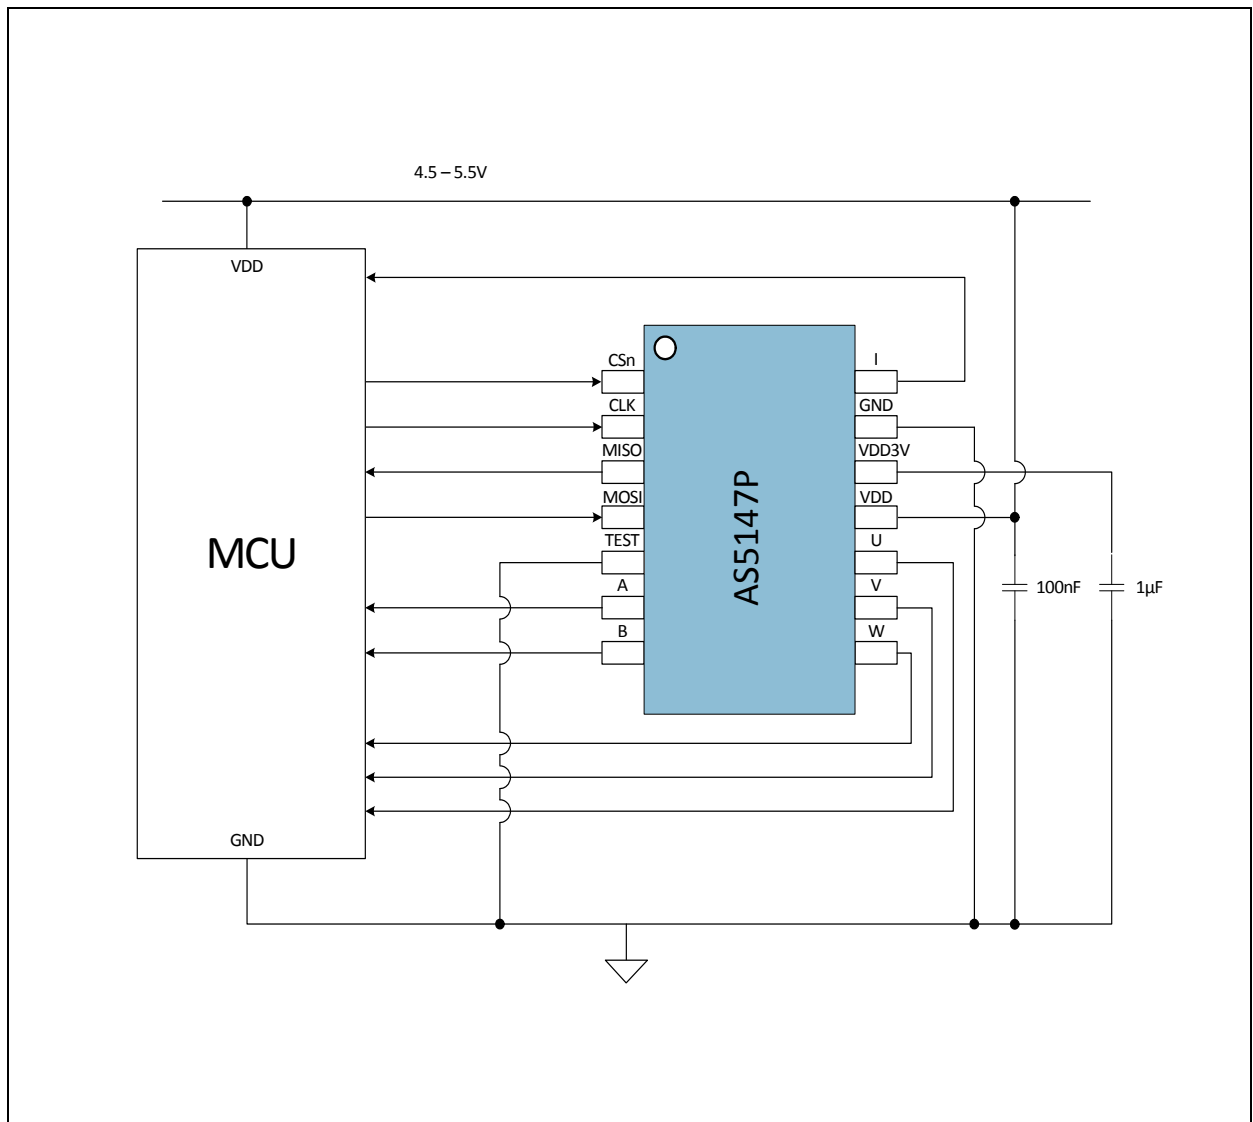 4.5 – 5.5V
VDD
MCU
GND
CSn
CLK
MISO
MOSI
TEST
A
B
AS5147P
I
GND
VDD3V
VDD
U
V
W
100nF
1µF